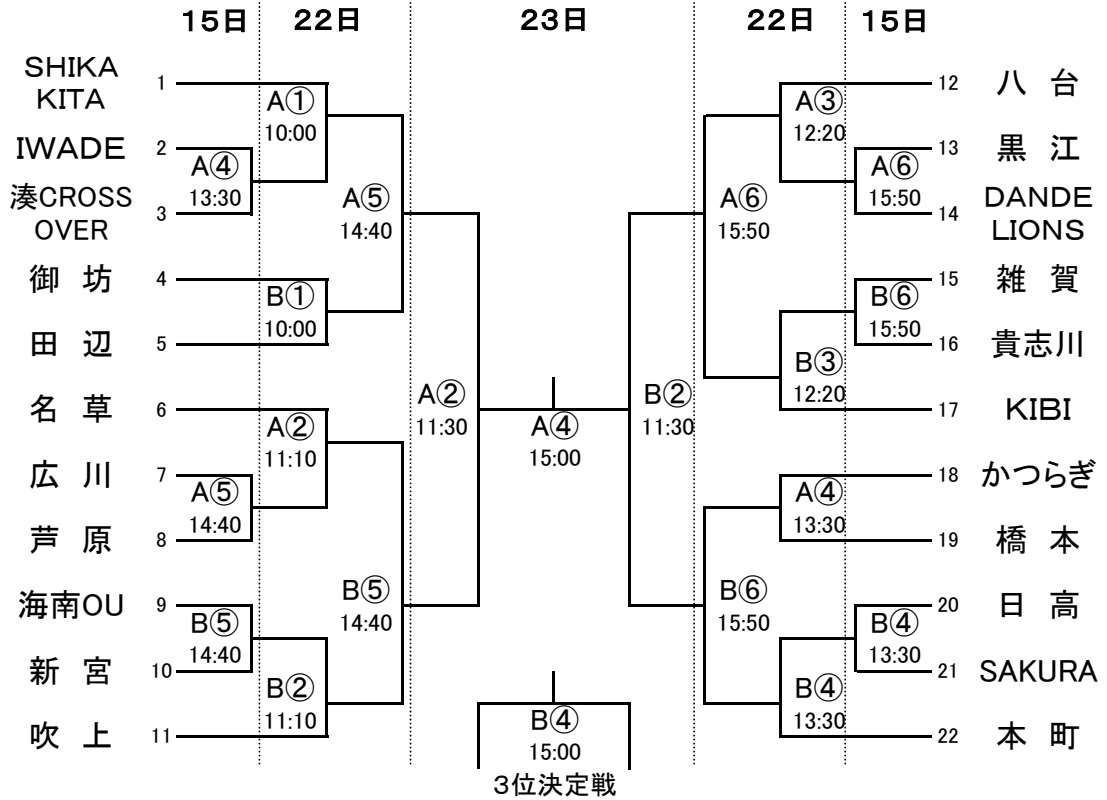 15日 22日 23日 22日 15日
SHIKA
KITA
1
IWADE
2
湊CROSS
OVER
3
御 坊
4
田 辺
5
名 草
6
広 川
7
芦 原
8
海南OU
9
新 宮
10
吹 上
11
A④
13:30
A⑤
14:40
B⑤
14:40
A①
10:00
B①
10:00
A②
11:10
B②
11:10
A⑤
14:40
B⑤
14:40
A②
11:30
A④
15:00
B④
15:00
3位決定戦
B②
11:30
A⑥
15:50
B⑥
15:50
A③
12:20
B③
12:20
A④
13:30
B④
13:30
A⑥
15:50
B⑥
15:50
B④
13:30
12
八 台
13
黒 江
14
DANDE
LIONS
15
雑 賀
16
貴志川
17
KIBI
18
かつらぎ
19
橋 本
20
日 高
21
SAKURA
22
本 町